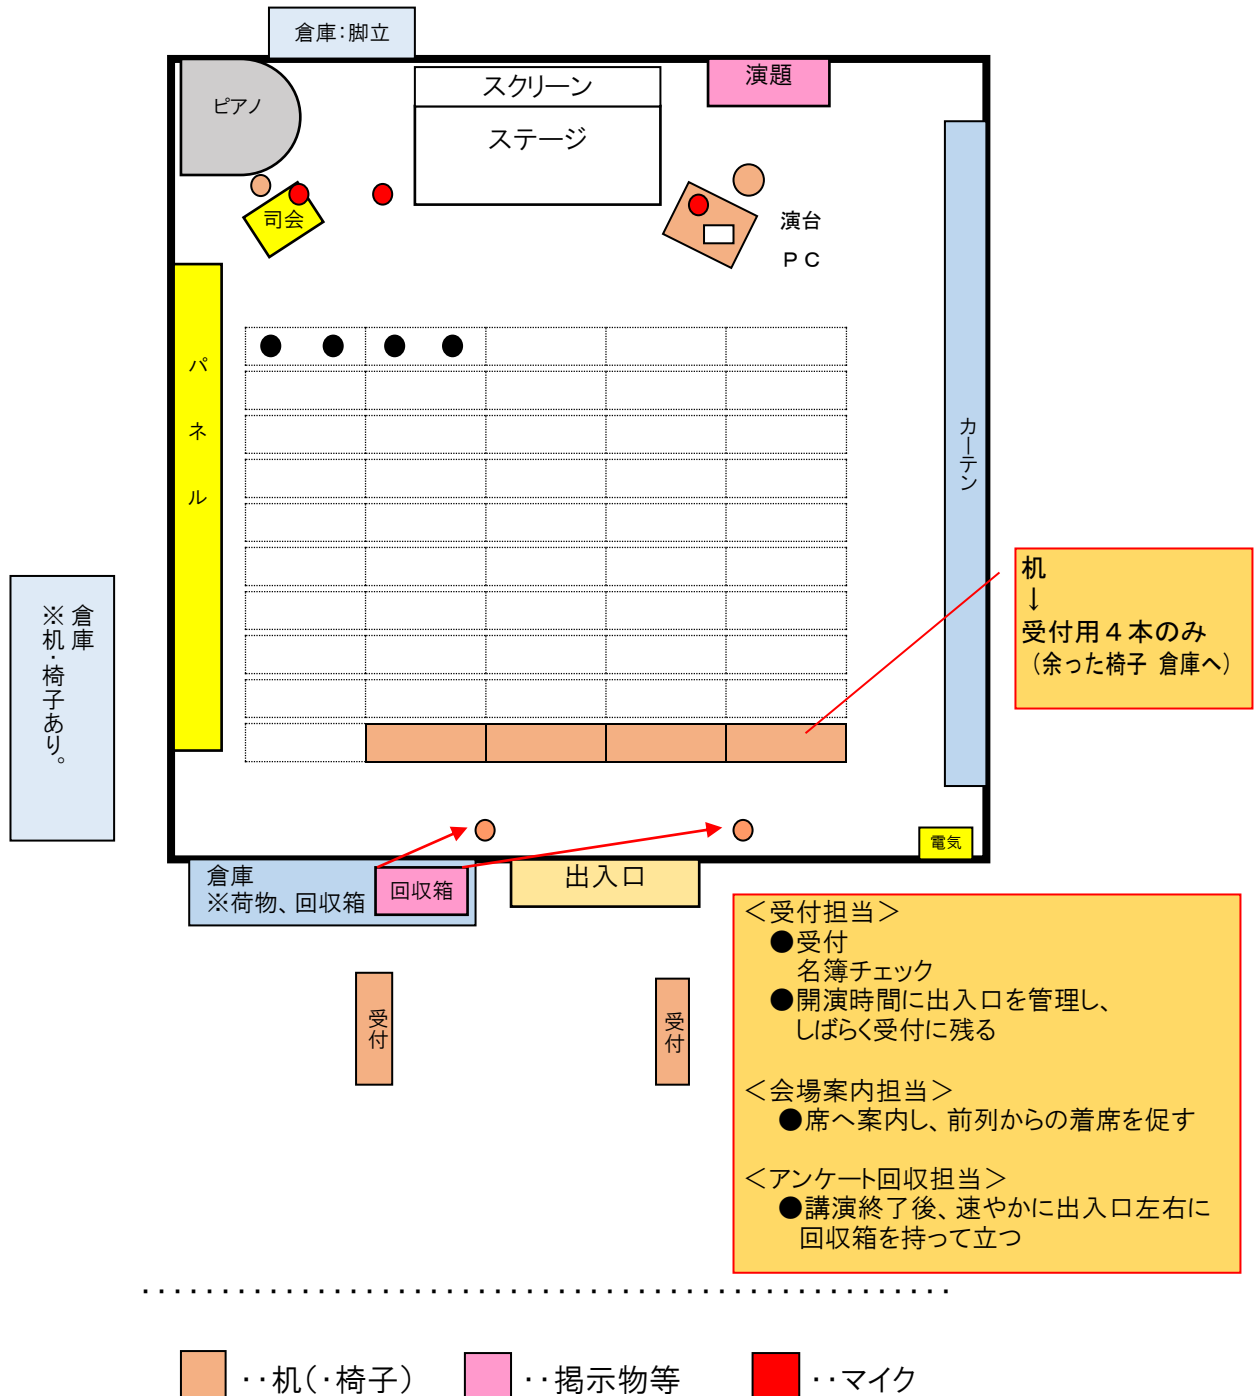 倉庫：脚立
スクリーン
演題
ピアノ
ステージ
司会
演台
ＰＣ
パネル
カーテン
机
↓
受付用４本のみ
（余った椅子 倉庫へ）
倉庫
※机・椅子あり。
電気
倉庫
※荷物、回収箱
回収箱
出入口
受付
受付
＜受付担当＞
●受付
名簿チェック
●開演時間に出入口を管理し、
しばらく受付に残る
＜会場案内担当＞
●席へ案内し、前列からの着席を促す
＜アンケート回収担当＞
●講演終了後、速やかに出入口左右に
回収箱を持って立つ
‥机（・椅子）
‥掲示物等
‥マイク